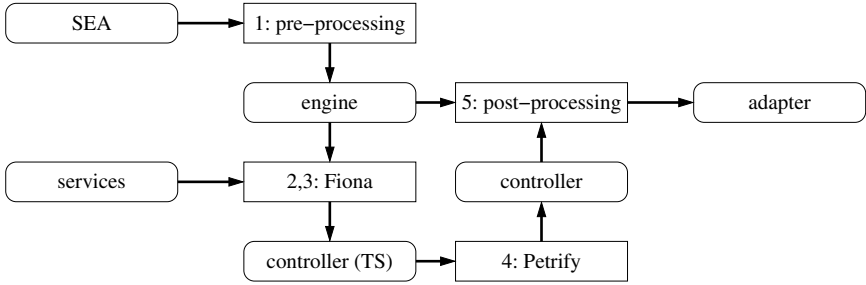 SEA
1: pre−processing
engine
5: post−processing
adapter
services
2,3: Fiona
controller
controller (TS)
4: Petrify